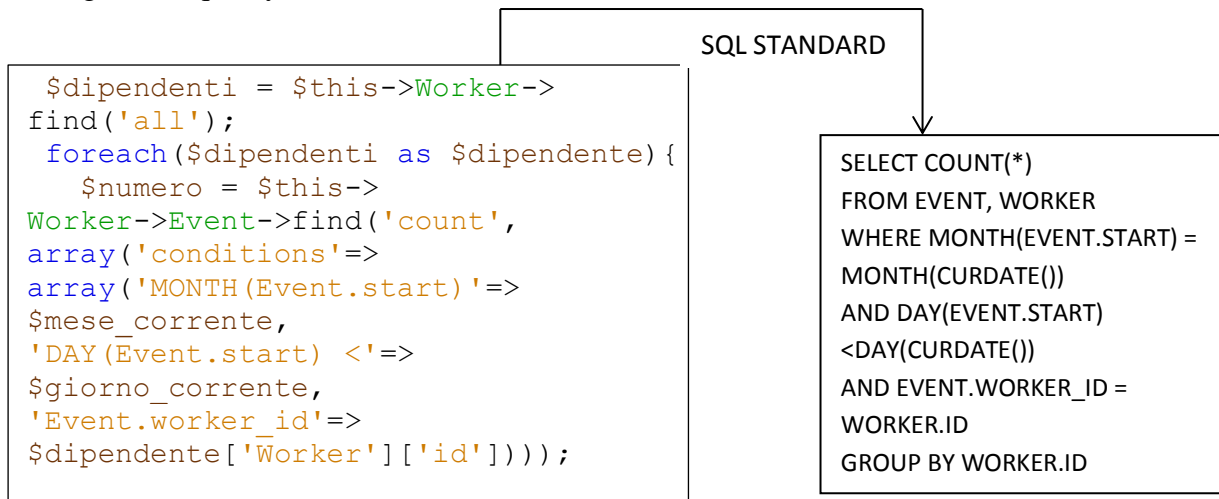 SQL STANDARD
$dipendenti = $this->Worker->
find('all');
foreach($dipendenti as $dipendente){
$numero = $this->
Worker->Event->find('count',
array('conditions'=>
array('MONTH(Event.start)'=>
$mese_corrente,
'DAY(Event.start) <'=>
$giorno_corrente,
'Event.worker_id'=>
$dipendente['Worker']['id'])));
SELECT COUNT(*)
FROM EVENT, WORKER
WHERE MONTH(EVENT.START) =
MONTH(CURDATE())
AND DAY(EVENT.START)
<DAY(CURDATE())
AND EVENT.WORKER_ID =
WORKER.ID
GROUP BY WORKER.ID